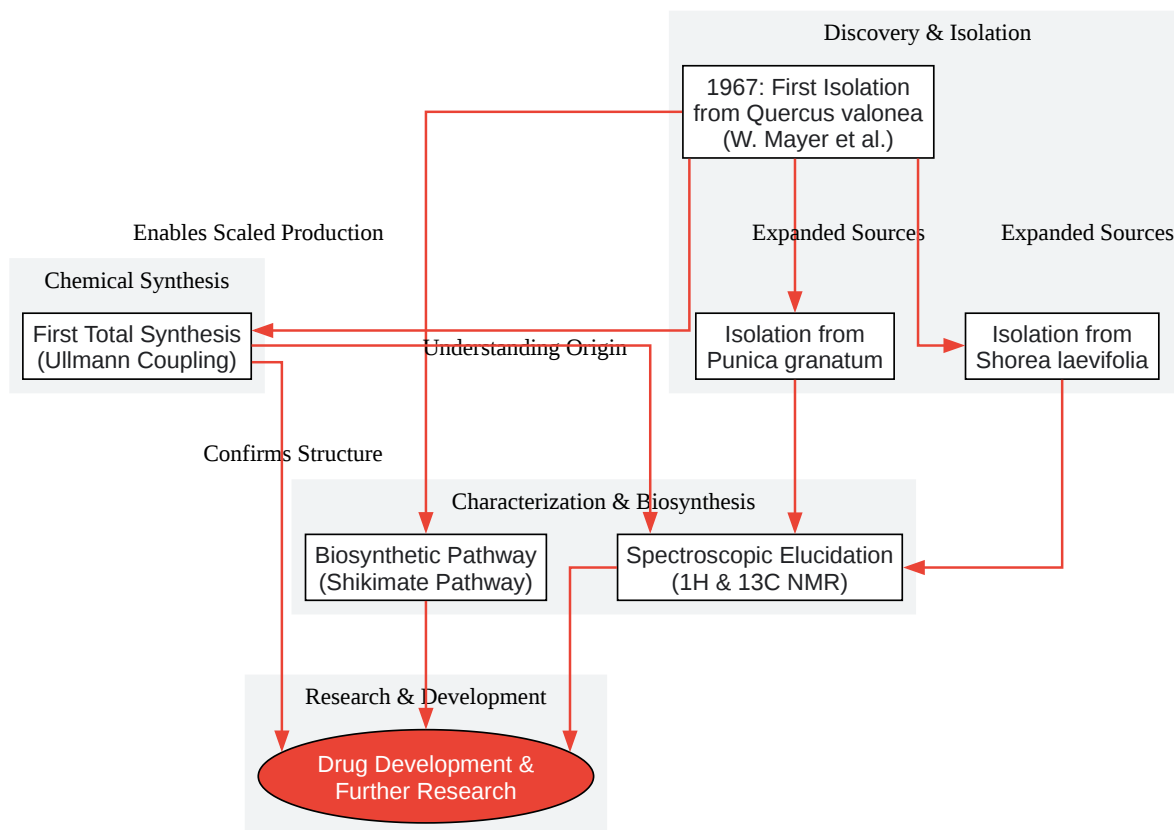 Discovery & Isolation
1967: First Isolation
from Quercus valonea
(W. Mayer et al.)
Enables Scaled Production
Expanded Sources
Expanded Sources
Chemical Synthesis
First Total Synthesis
(Ullmann Coupling)
Understanding Origin
Isolation from
Punica granatum
Isolation from
Shorea laevifolia
Confirms Structure
Characterization & Biosynthesis
Biosynthetic Pathway
(Shikimate Pathway)
Spectroscopic Elucidation
(1H & 13C NMR)
Research & Development
Drug Development &
Further Research